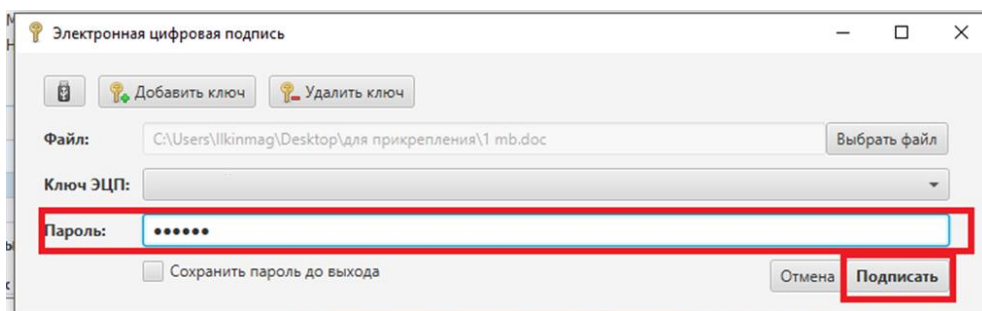 Электронная цифровая подпись
Добавить ключ Удалить ключ
Файл: C:\Users\Ilkinmag\Desktop\для прикрепления\1 mb.doc Выбрать файл
Ключ ЭЦП:
Пароль: ••••••
Сохранить пароль до выхода Отмена Подписать